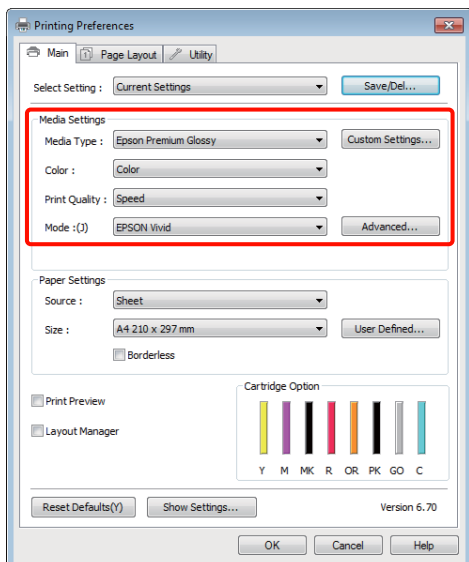 Printing Preferences
Main Page Layout Utility
Select Setting : Current Settings Save/Del...
Media Settings
Media Type : Epson Premium Glossy Custom Settings...
Color : Color
Print Quality : Speed
Mode :(J) EPSON Vivid Advanced...
Paper Settings
Source : Sheet
Size : A4 210 x 297 mm User Defined...
Borderless
Cartridge Option
Print Preview
Layout Manager
Y M MK R OR PK GO C
Reset Defaults(Y) Show Settings... Version 6.70
OK Cancel Help